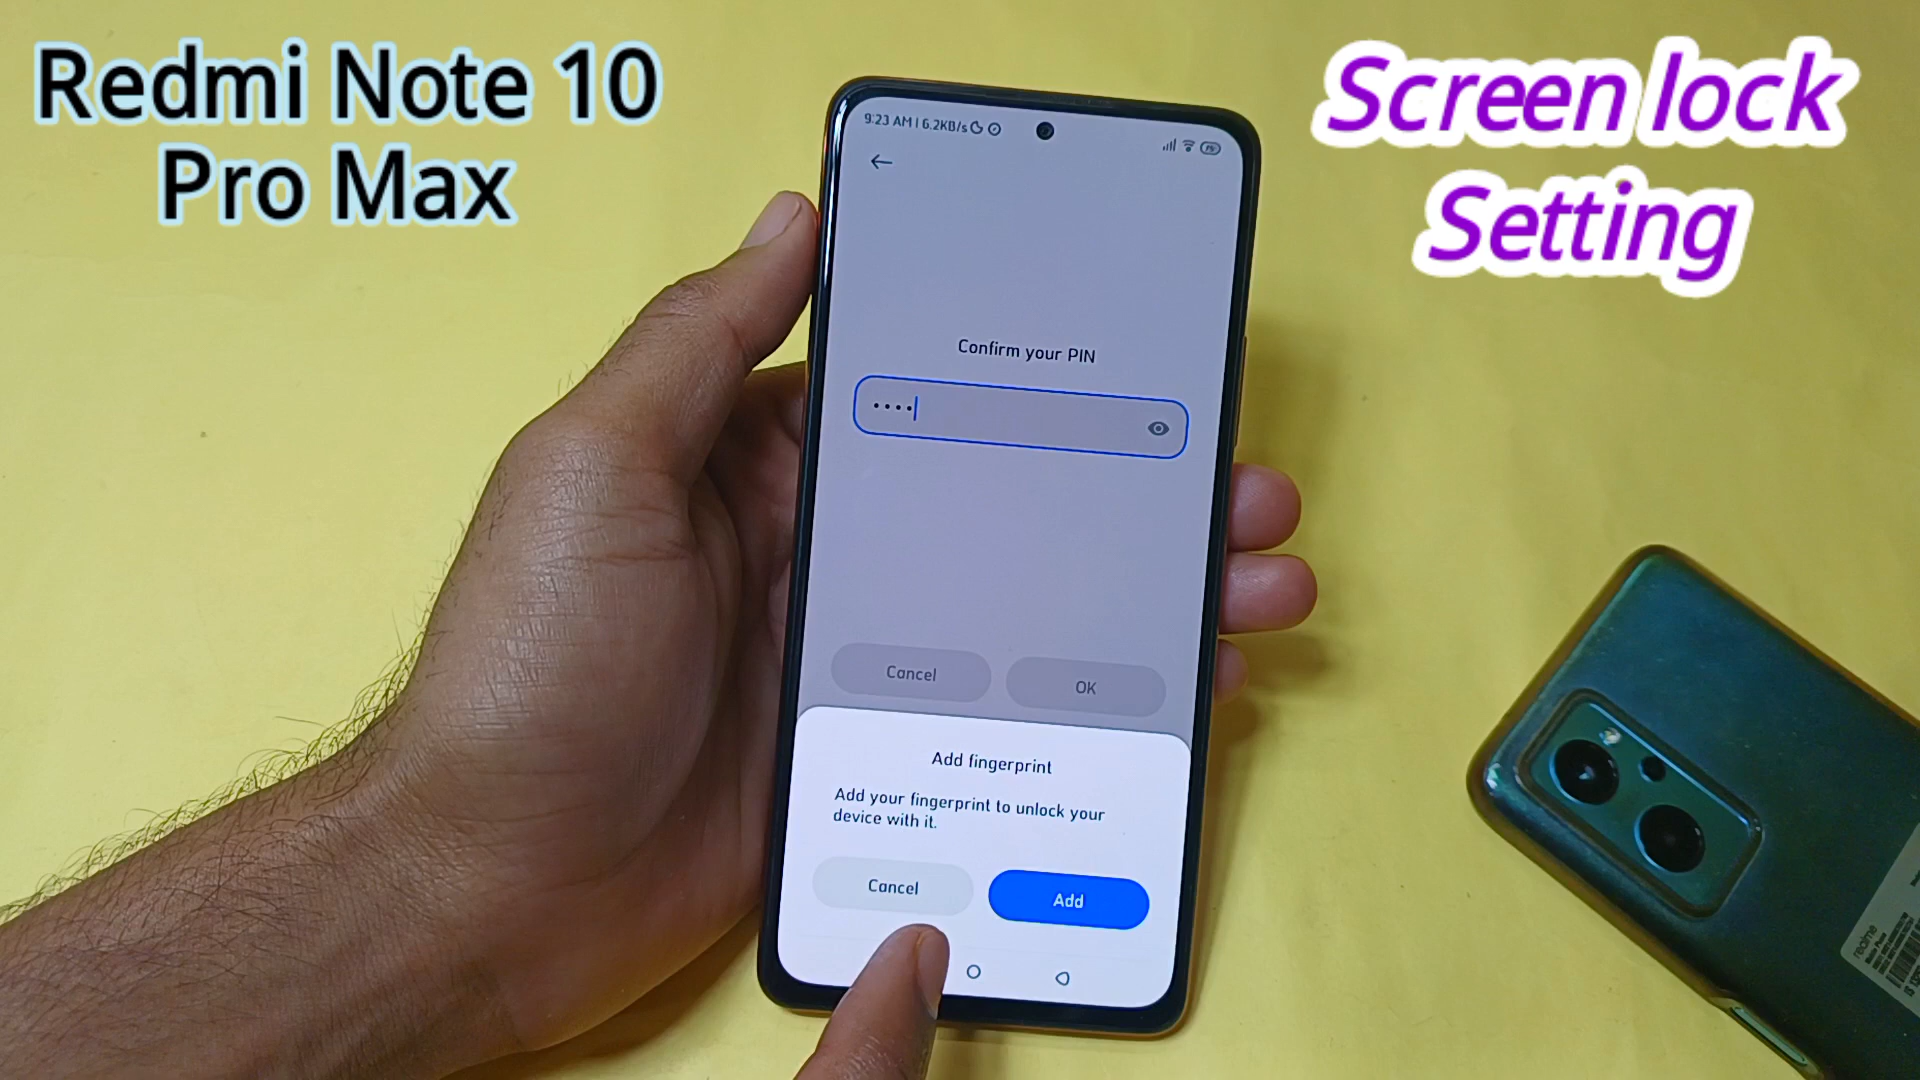 Redmi Note 10
Pro Max
Screen lock
Setting
9:23 AM | 6.2KB/s
Confirm your PIN
Cancel
OK
Add fingerprint
Add your fingerprint to unlock your
device with it.
Cancel
Add
realme